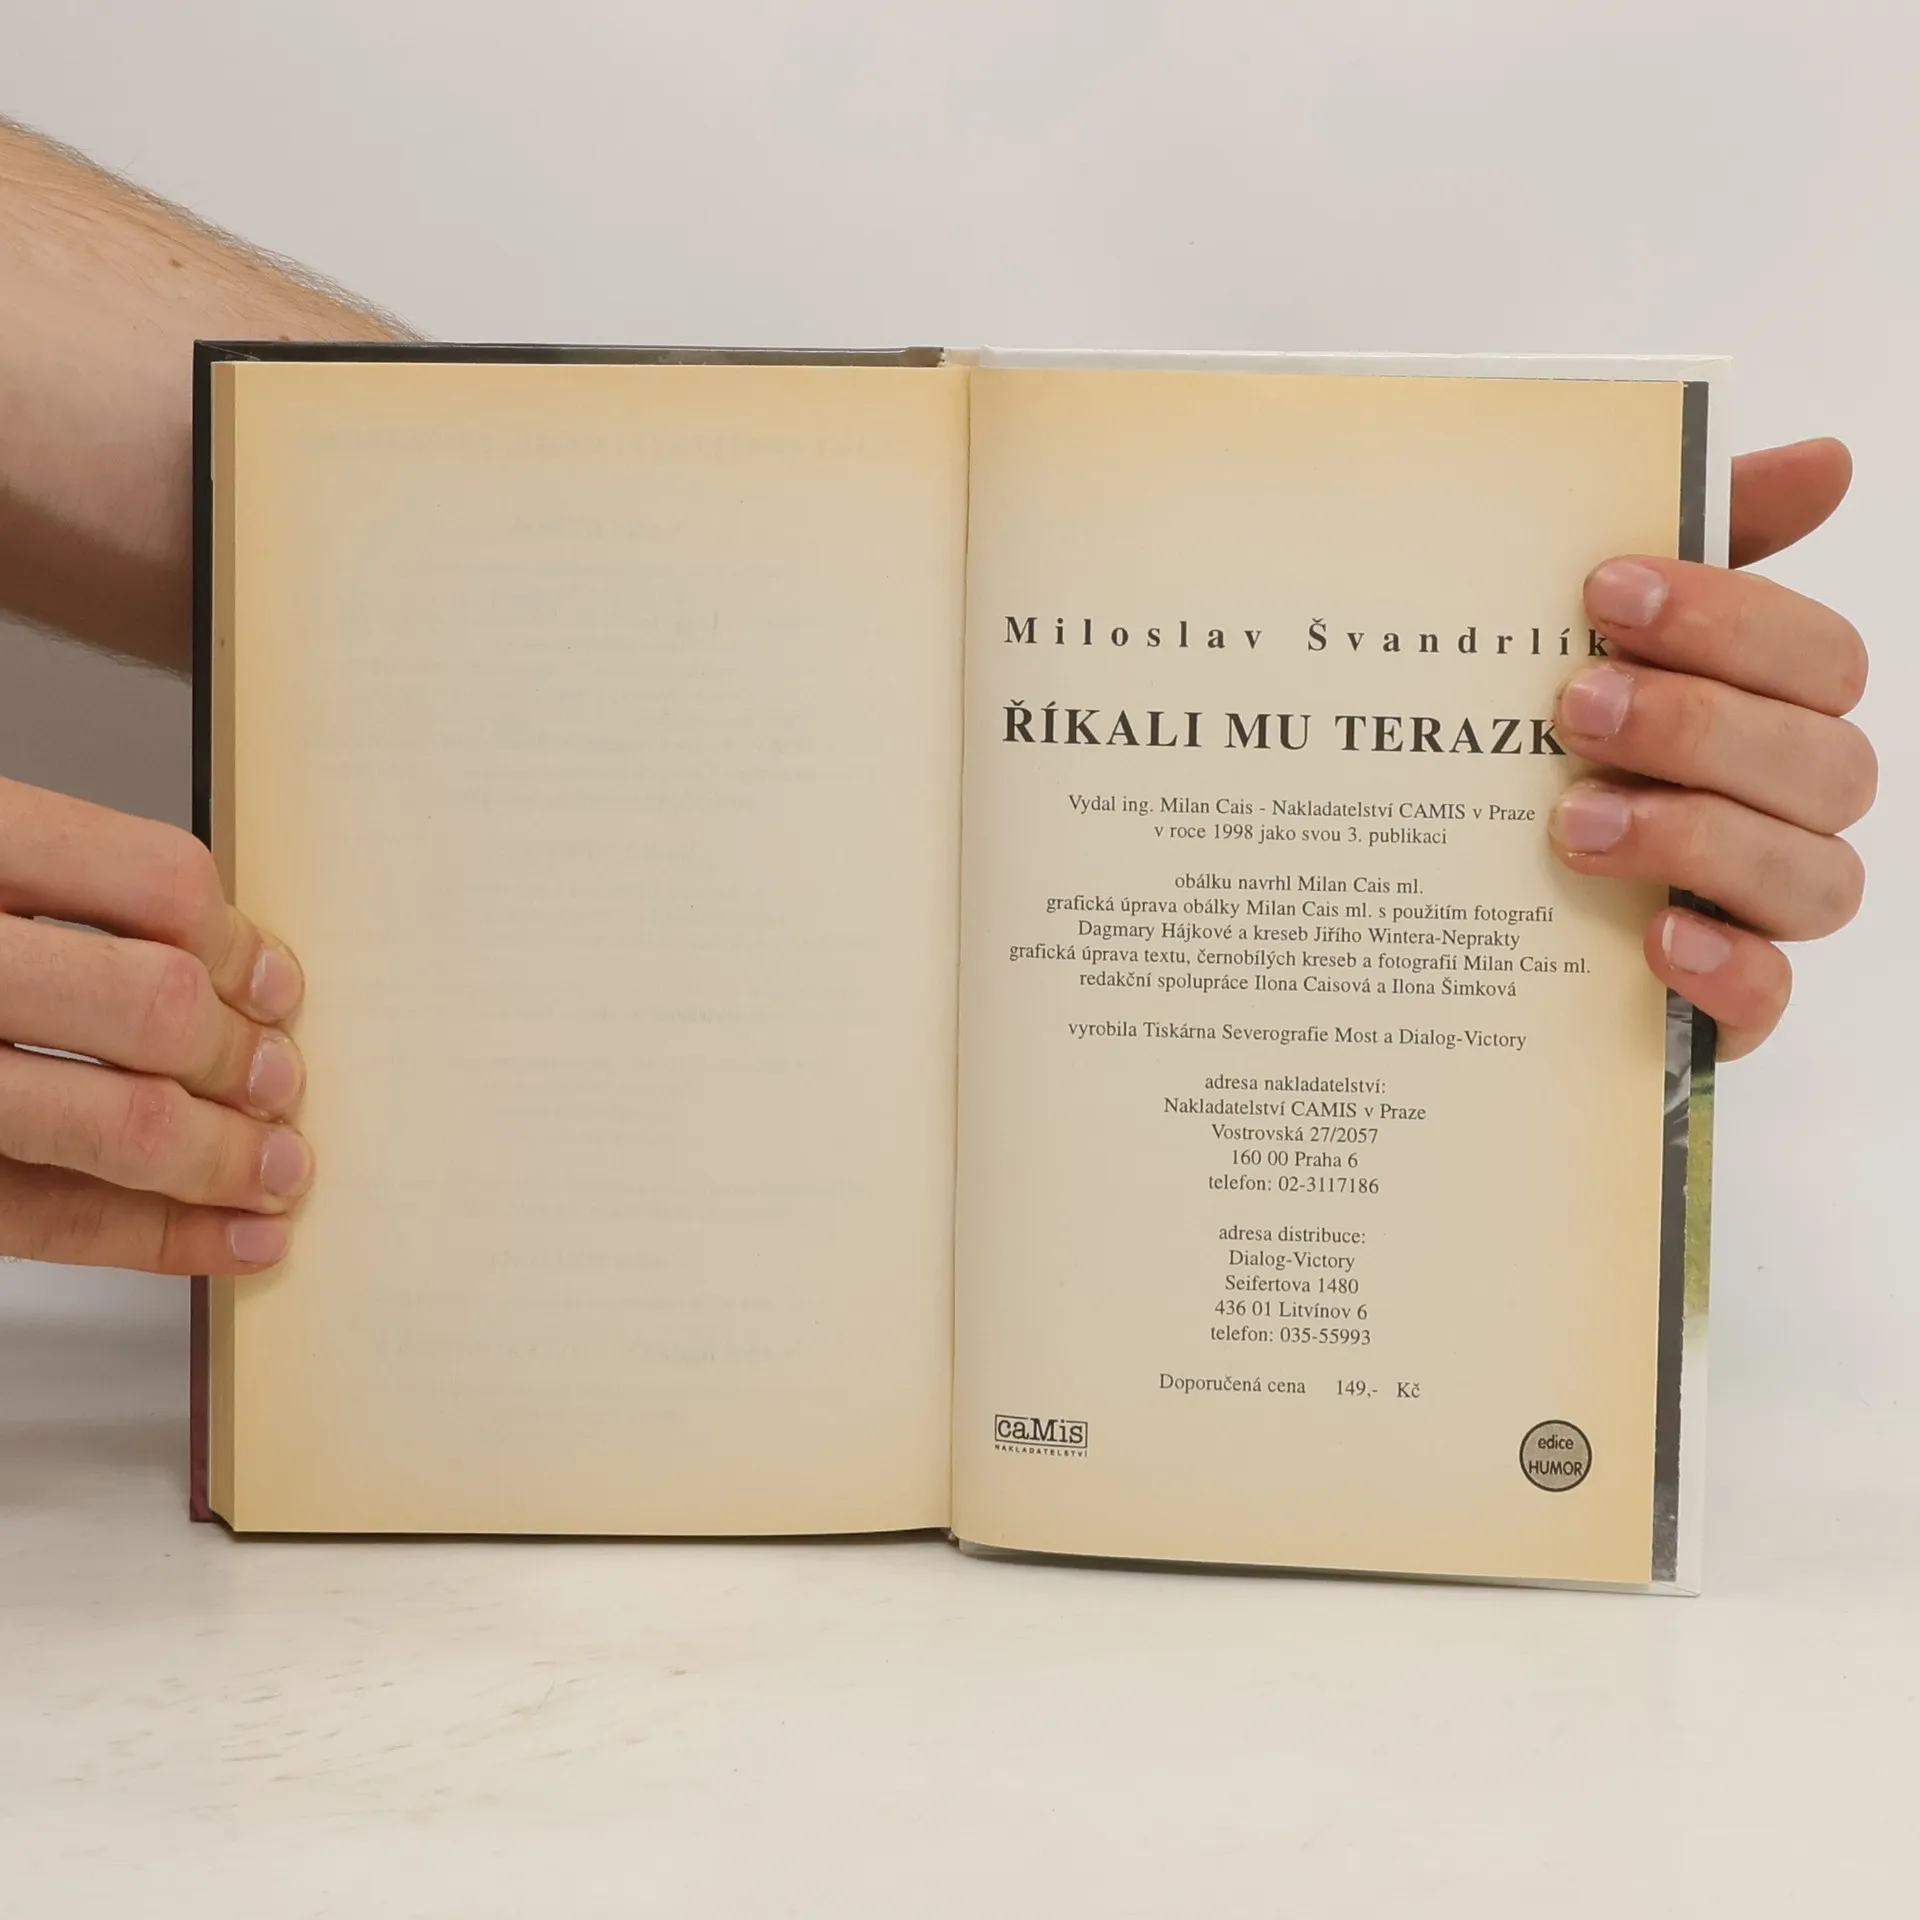 Miloslav Švandrlík
ŘÍKALI MU TERAZK
Vydal ing. Milan Cais - Nakladatelství CAMIS v Praze
v roce 1998 jako svou 3. publikaci
obálku navrhl Milan Cais ml.
grafická úprava obálky Milan Cais ml. s použitím fotografií
Dagmary Hájkové a kreseb Jiřího Wintera-Neprakty
grafická úprava textu, černobílých kreseb a fotografií Milan Cais ml.
redakční spolupráce Ilona Caisová a Ilona Šimková
vyrobila Tiskárna Severografie Most a Dialog-Victory
adresa nakladatelství:
Nakladatelství CAMIS v Praze
Vostrovská 27/2057
160 00 Praha 6
telefon: 02-3117186
adresa distribuce:
Dialog-Victory
Seifertova 1480
436 01 Litvínov 6
telefon: 035-55993
Doporučená cena 149,- Kč
caMis
NAKLADATELSTVÍ
edice
HUMOR